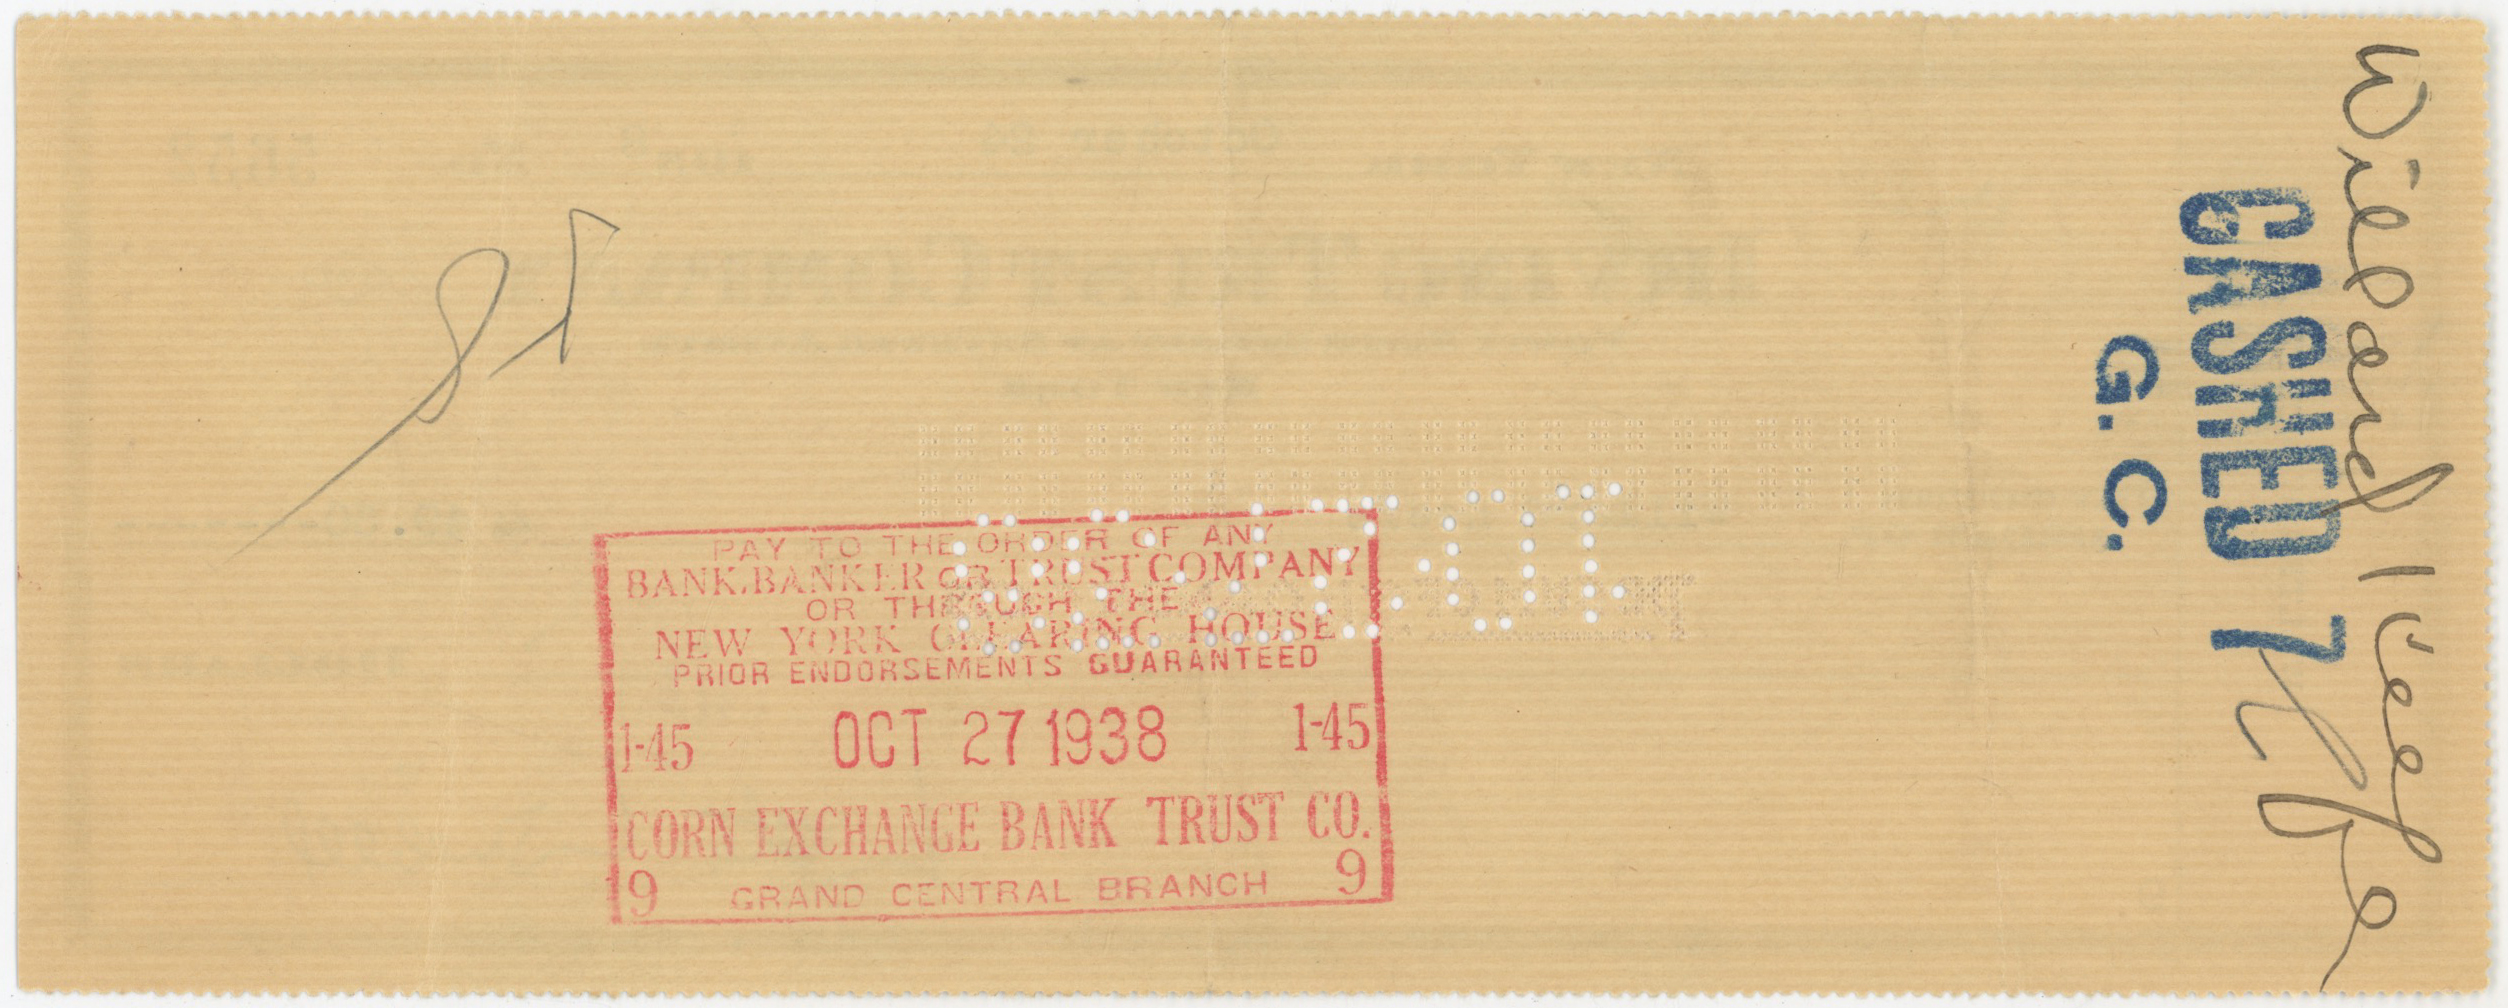 PAY TO THE ORDER OF ANY
BANK, BANKER OR TRUST COMPANY
OR THROUGH THE
NEW YORK CLEARING HOUSE
PRIOR ENDORSEMENTS GUARANTEED
1-45 OCT 27 1938 1-45
CORN EXCHANGE BANK TRUST CO.
9 GRAND CENTRAL BRANCH 9
Willard
CASHED 7
G. C.